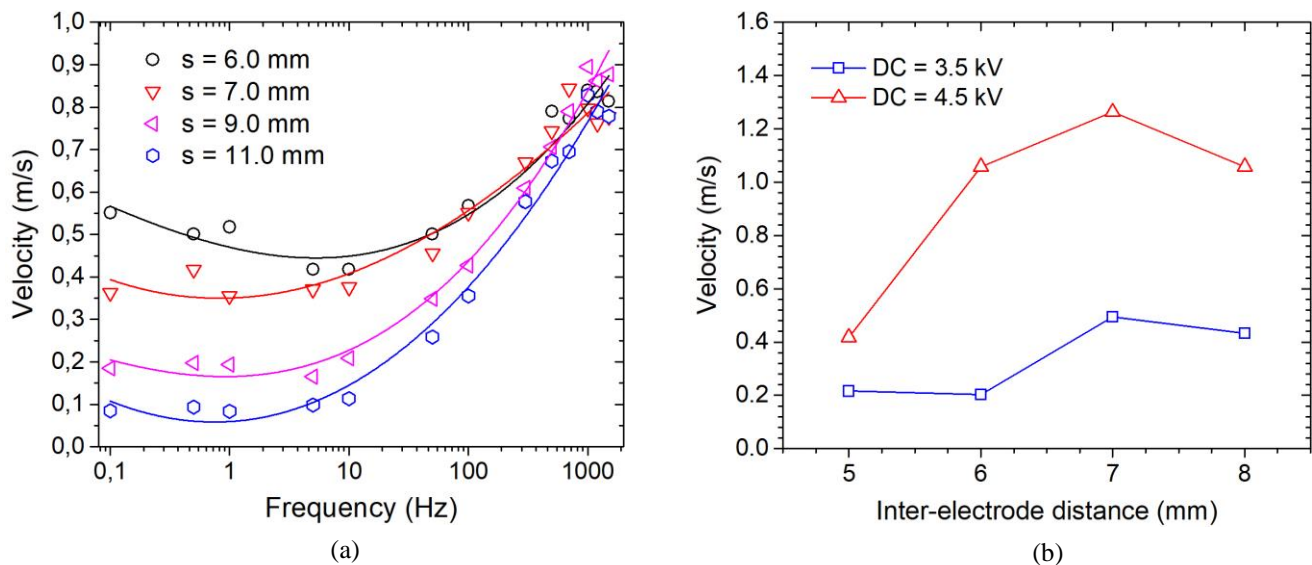 1,0
0,9
0,8
0,7
0,6
0,5
0,4
0,3
0,2
0,1
0,0
Velocity (m/s)
s = 6.0 mm
s = 7.0 mm
s = 9.0 mm
s = 11.0 mm
0,1 1 10 100 1000
Frequency (Hz)
(a)
1.6
1.4
1.2
1.0
0.8
0.6
0.4
0.2
0.0
Velocity (m/s)
DC = 3.5 kV
DC = 4.5 kV
5 6 7 8
Inter-electrode distance (mm)
(b)